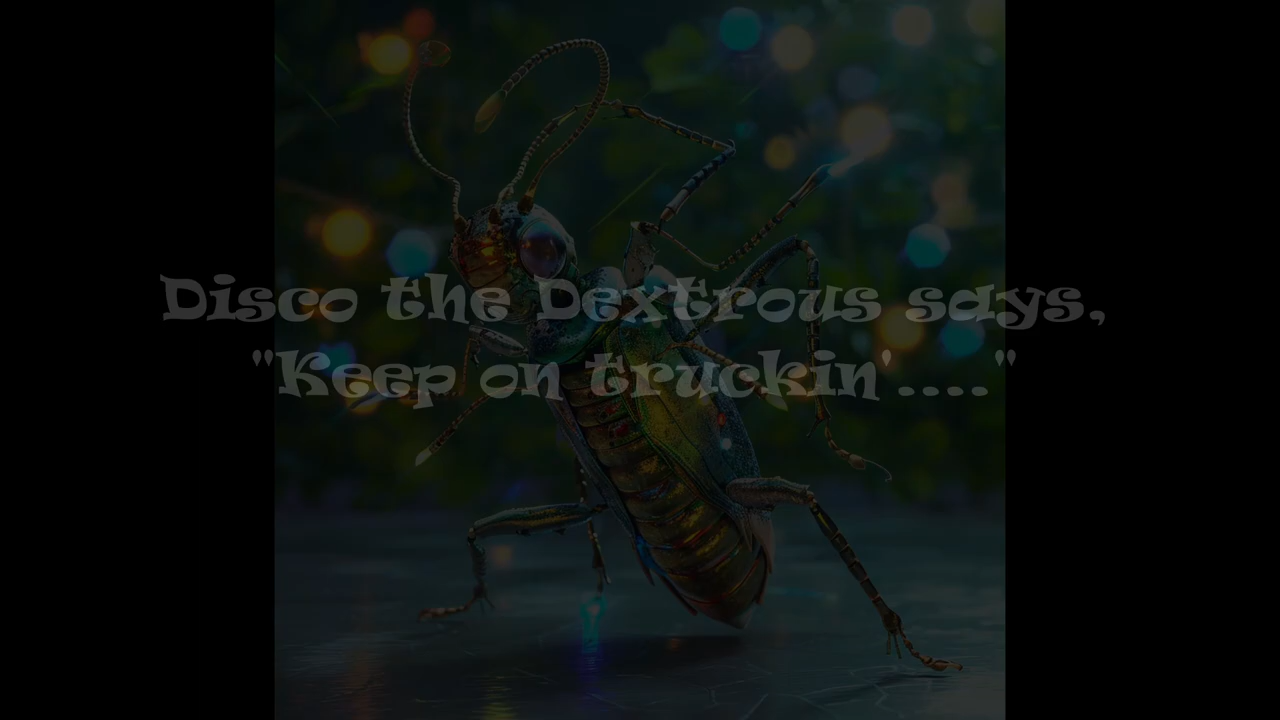 Disco the Dextrous says,
"Keep on truckin'...."